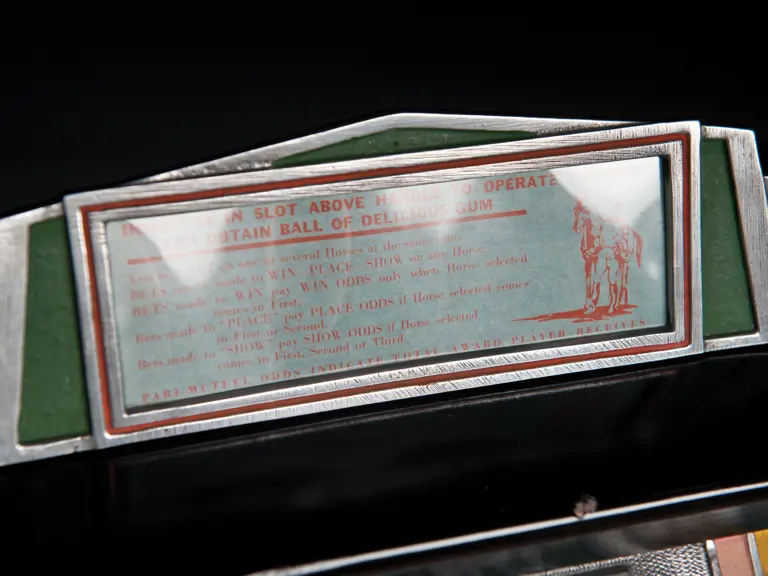 IN SLOT ABOVE HANDLE TO OPERATE
OBTAIN BALL OF DELICIOUS GUM
on one or several Horses at the same time.
BETS made to WIN - PLACE - SHOW on any Horse.
BETS made to WIN pay WIN ODDS only when Horse selected
comes in First.
Bets made to "PLACE" pay PLACE ODDS if Horse selected comes
in First or Second.
Bets made to "SHOW" pay SHOW ODDS if Horse selected
comes in First, Second or Third.
PARI MUTUEL ODDS INDICATE TOTAL AWARD PLAYER RECEIVES.